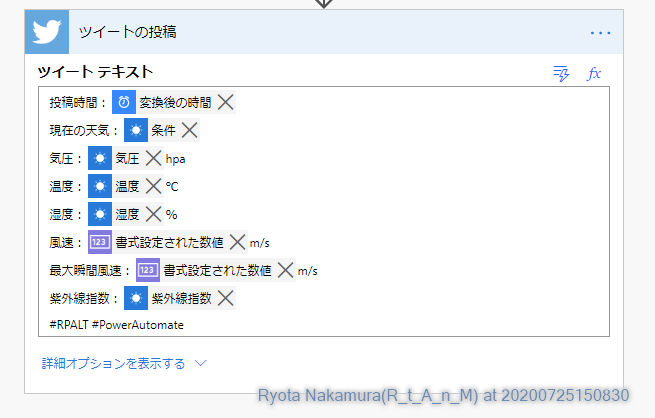 ツイートの投稿
ツイート テキスト
fx
投稿時間： 変換後の時間
現在の天気： 条件
気圧： 気圧 hpa
温度： 温度 ℃
湿度： 湿度 %
風速： 123 書式設定された数値 m/s
最大瞬間風速： 123 書式設定された数値 m/s
紫外線指数： 紫外線指数
#RPALT #PowerAutomate
詳細オプションを表示する
Ryota Nakamura(R_t_A_n_M) at 20200725150830